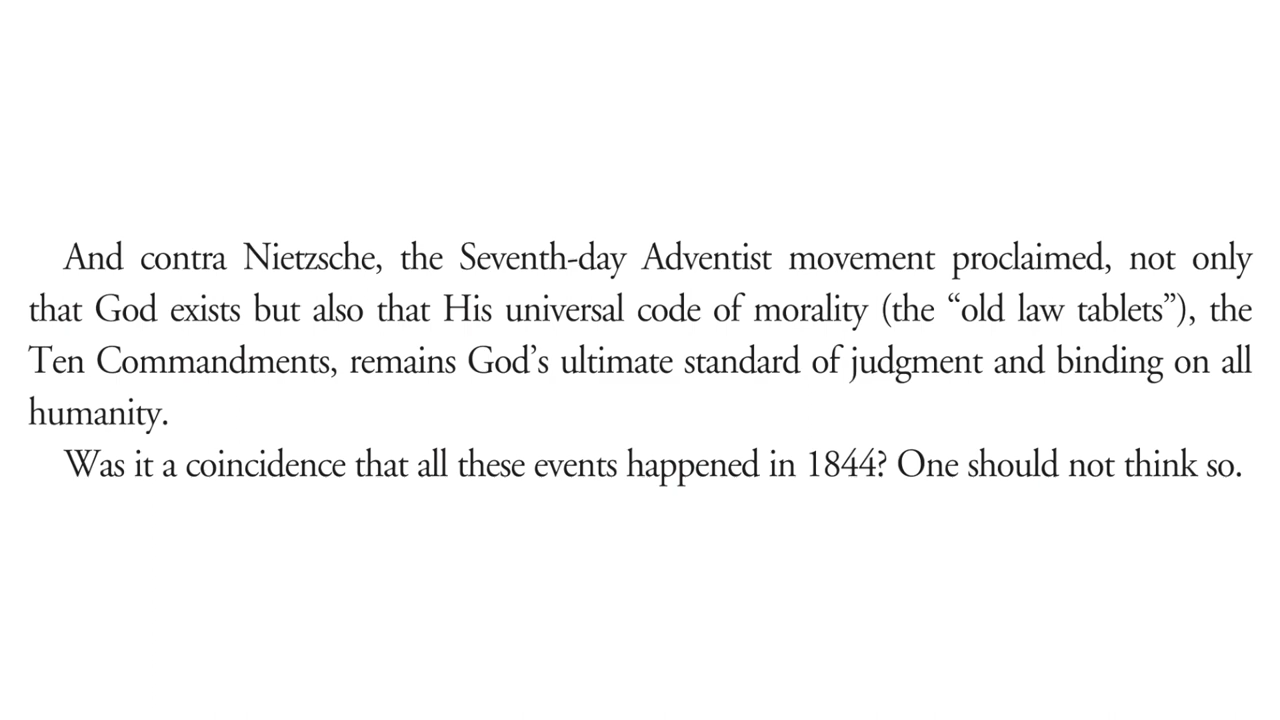 And contra Nietzsche, the Seventh-day Adventist movement proclaimed, not only
that God exists but also that His universal code of morality (the “old law tablets”), the
Ten Commandments, remains God’s ultimate standard of judgment and binding on all
humanity.
Was it a coincidence that all these events happened in 1844? One should not think so.